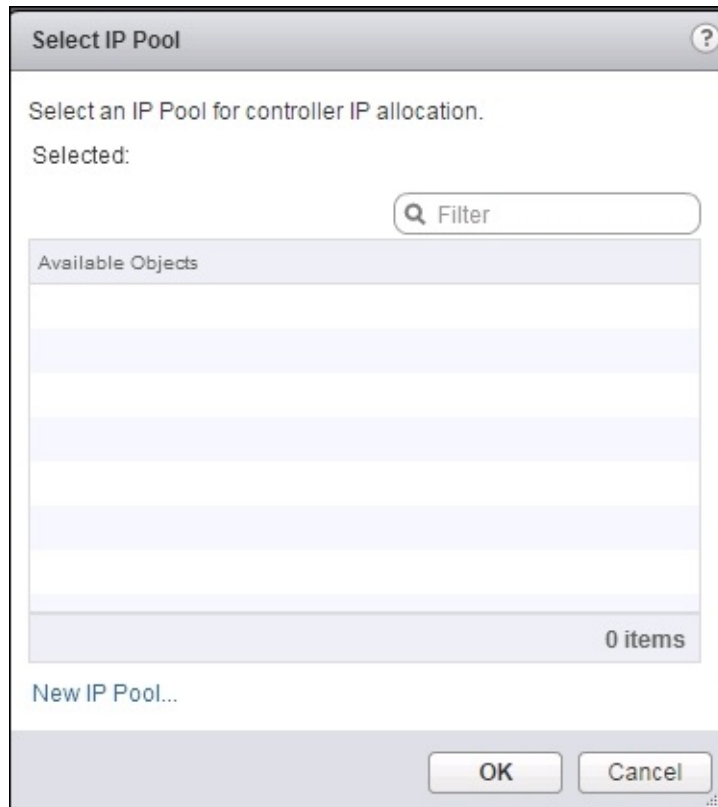 Select IP Pool
?
Select an IP Pool for controller IP allocation.
Selected:
Filter
Available Objects
0 items
New IP Pool...
OK Cancel